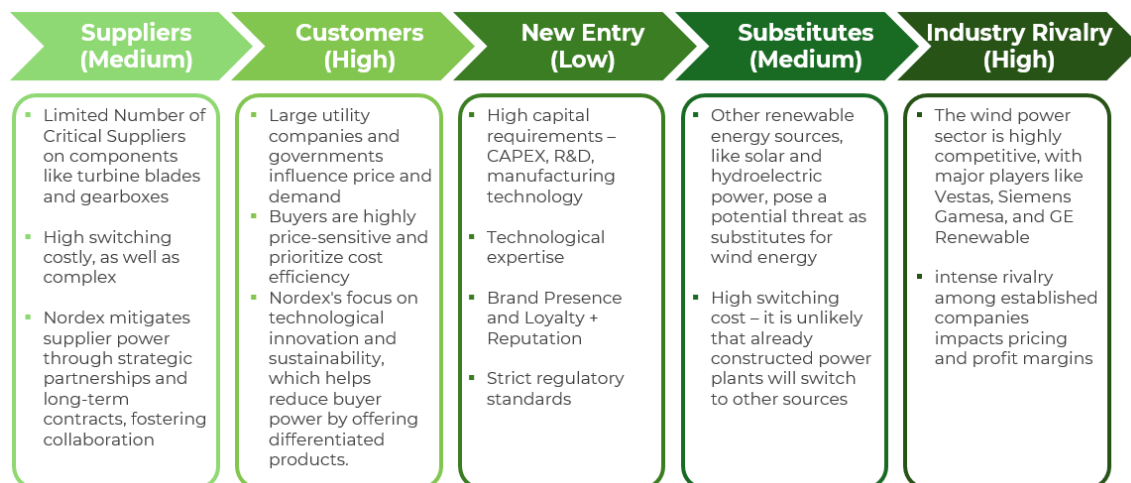 Suppliers
(Medium)
Customers
(High)
New Entry
(Low)
Substitutes
(Medium)
Industry Rivalry
(High)
▪ Limited Number of
Critical Suppliers
on components
like turbine blades
and gearboxes
▪ High switching
costly, as well as
complex
▪ Nordex mitigates
supplier power
through strategic
partnerships and
long-term
contracts, fostering
collaboration
▪ Large utility
companies and
governments
influence price and
demand
▪ Buyers are highly
price-sensitive and
prioritize cost
efficiency
▪ Nordex's focus on
technological
innovation and
sustainability,
which helps
reduce buyer
power by offering
differentiated
products.
▪ High capital
requirements –
CAPEX, R&D,
manufacturing
technology
▪ Technological
expertise
▪ Brand Presence
and Loyalty +
Reputation
▪ Strict regulatory
standards
▪ Other renewable
energy sources,
like solar and
hydroelectric
power, pose a
potential threat as
substitutes for
wind energy
▪ High switching
cost – it is unlikely
that already
constructed power
plants will switch
to other sources
▪ The wind power
sector is highly
competitive, with
major players like
Vestas, Siemens
Gamesa, and GE
Renewable
▪ intense rivalry
among established
companies
impacts pricing
and profit margins